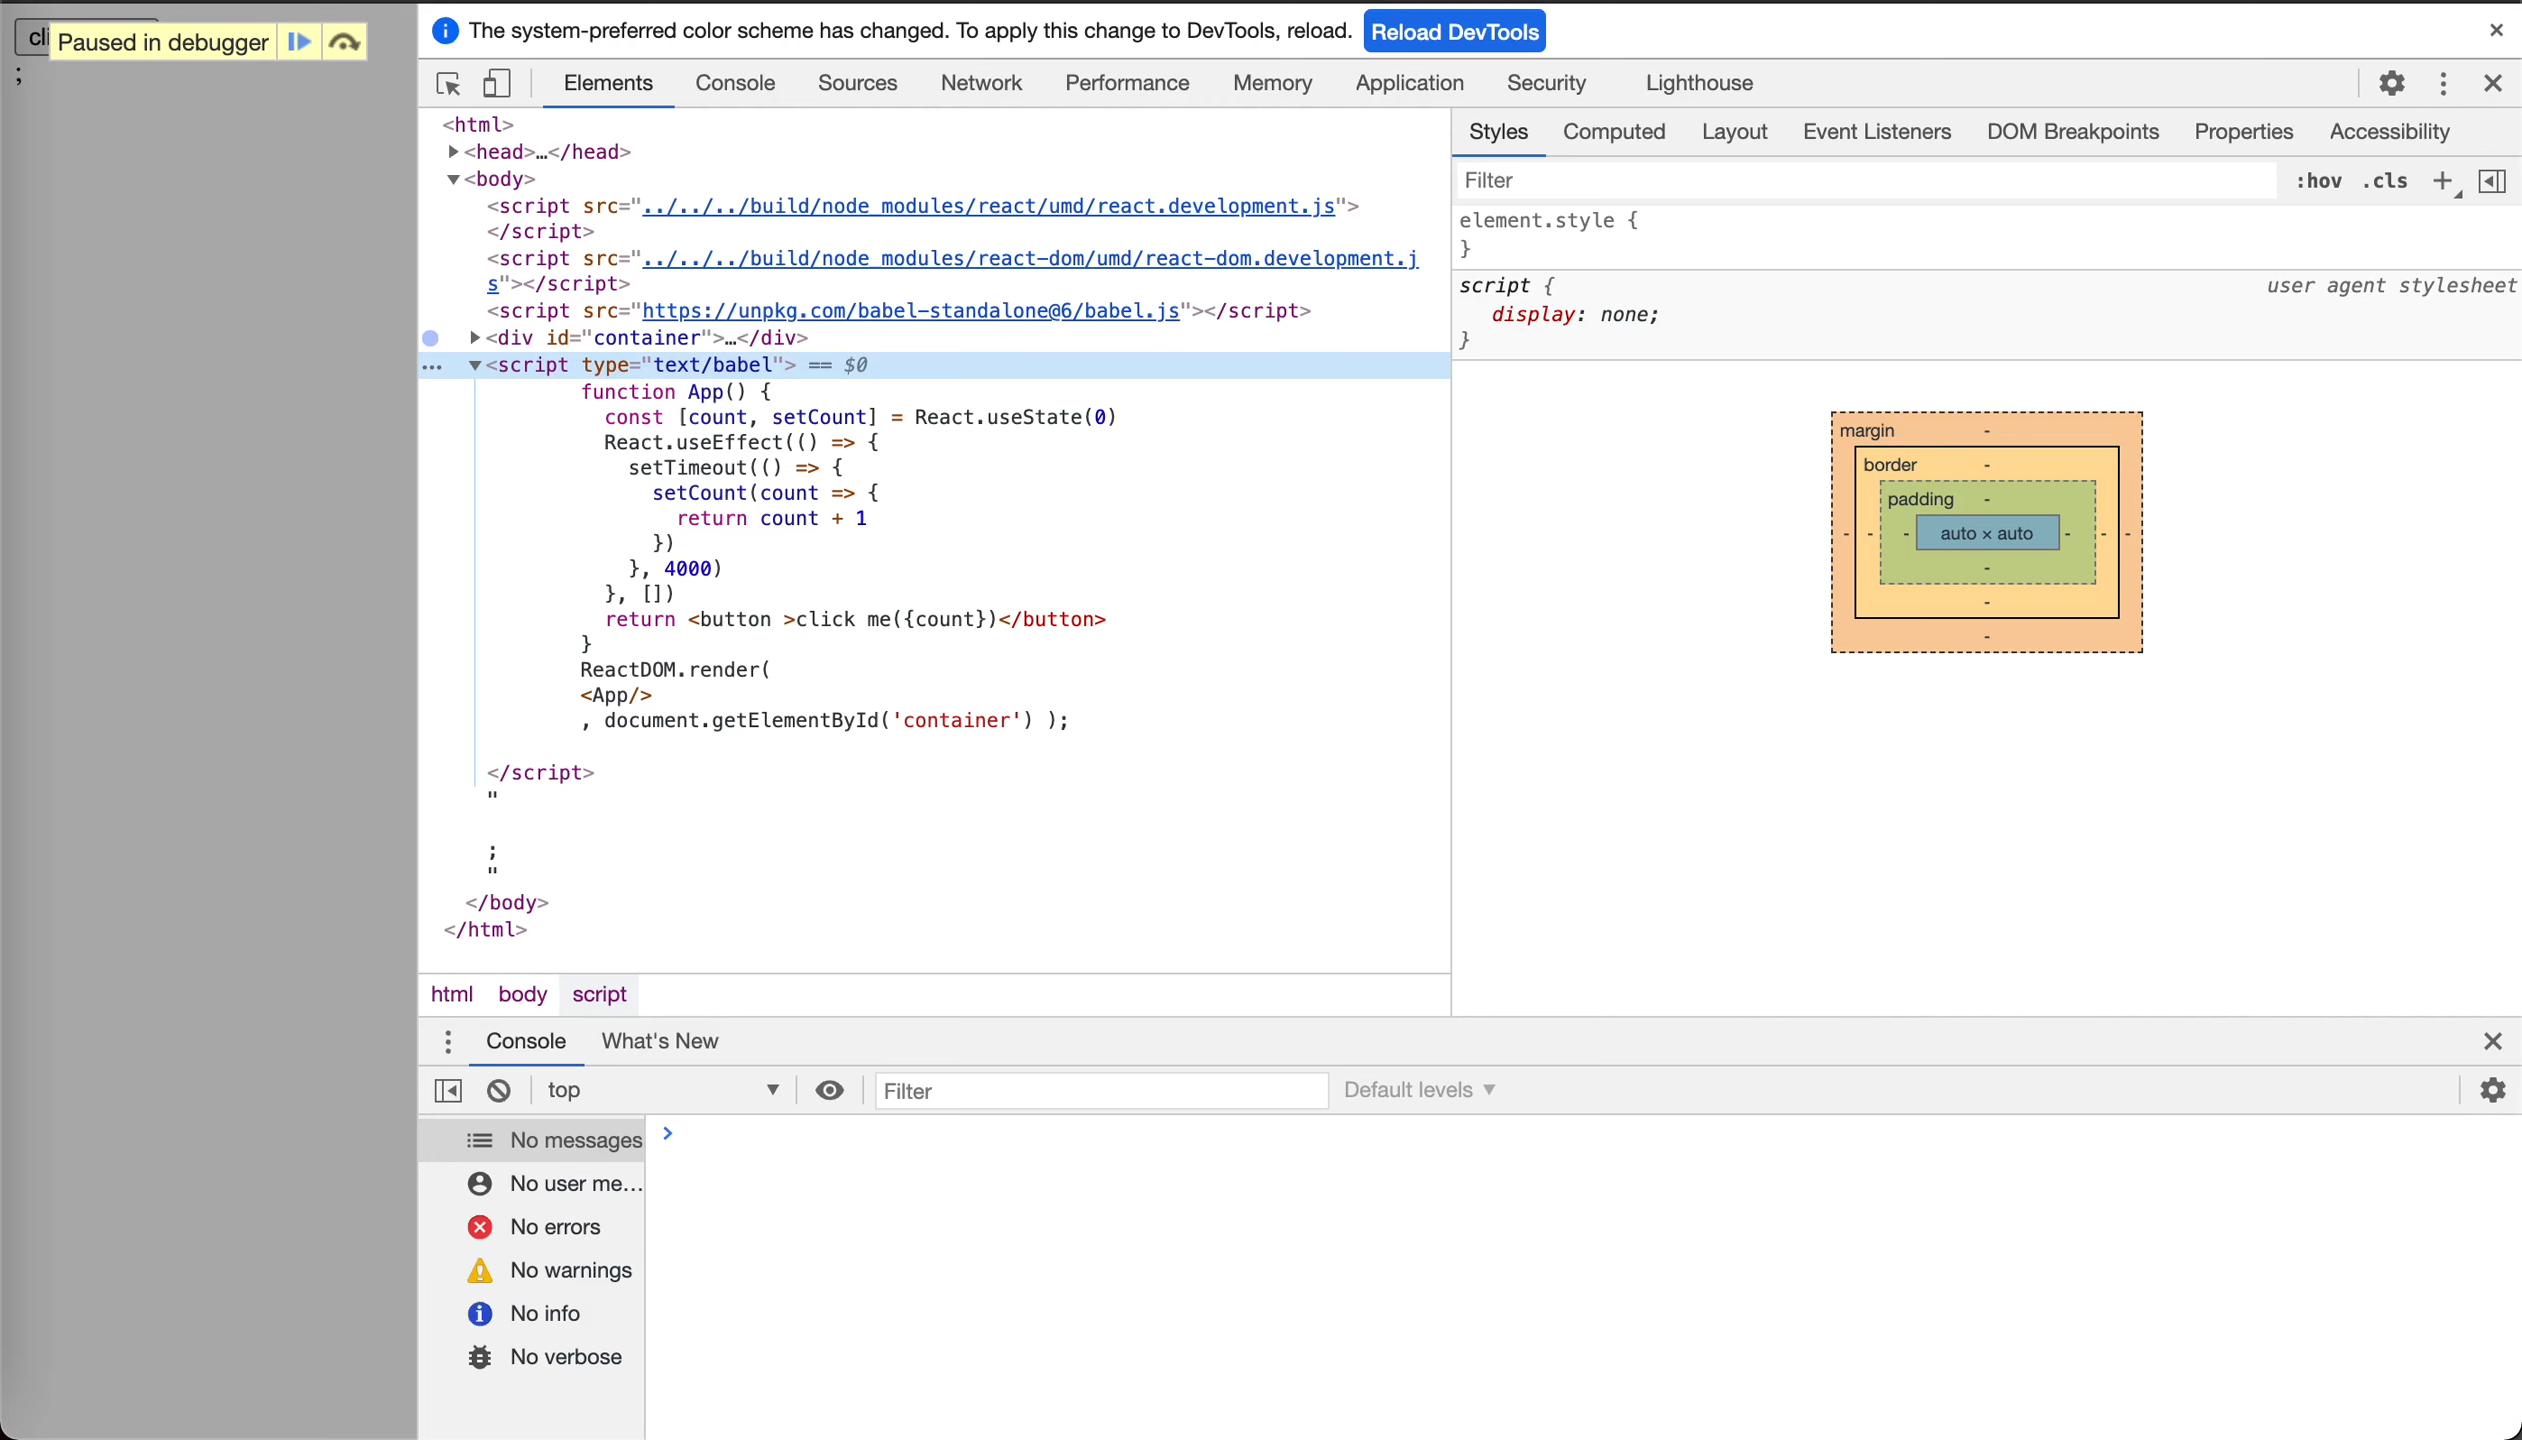 cli
Paused in debugger
;
The system-preferred color scheme has changed. To apply this change to DevTools, reload. Reload DevTools
Elements Console Sources Network Performance Memory Application Security Lighthouse
<html>
<head>…</head>
<body>
<script src="../../../build/node_modules/react/umd/react.development.js">
</script>
<script src="../../../build/node_modules/react-dom/umd/react-dom.development.j
s"></script>
<script src="https://unpkg.com/babel-standalone@6/babel.js"></script>
<div id="container">…</div>
… <script type="text/babel"> == $0
function App() {
const [count, setCount] = React.useState(0)
React.useEffect(() => {
setTimeout(() => {
setCount(count => {
return count + 1
})
}, 4000)
}, [])
return <button >click me({count})</button>
}
ReactDOM.render(
<App/>
, document.getElementById('container') );
</script>
"
;
"
</body>
</html>
html body script
Styles Computed Layout Event Listeners DOM Breakpoints Properties Accessibility
Filter :hov .cls +
element.style {
}
script { user agent stylesheet
display: none;
}
margin -
border -
padding -
- - - auto × auto - - -
-
-
-
Console What's New
top Filter Default levels
No messages
No user me…
No errors
No warnings
No info
No verbose